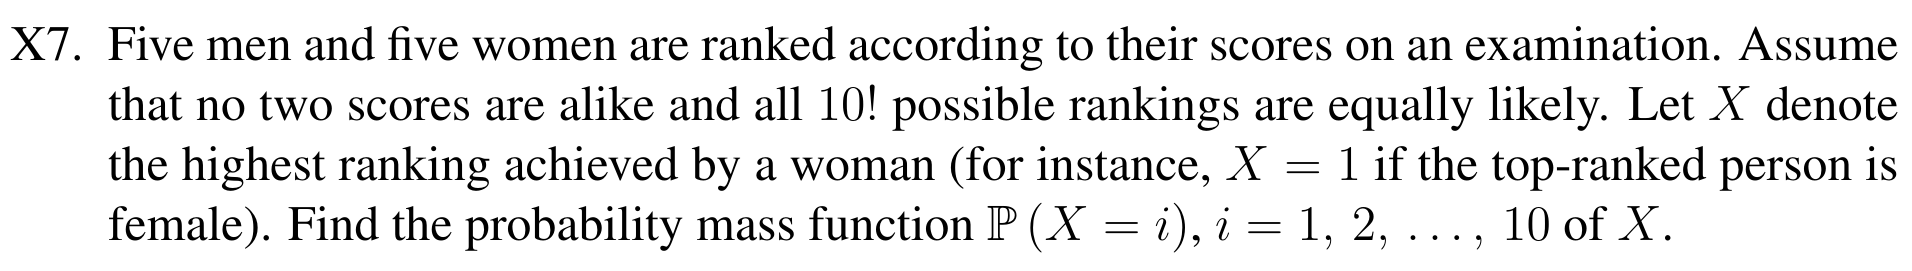 X7. Five men and five women are ranked according to their scores on an examination. Assume
that no two scores are alike and all 10! possible rankings are equally likely. Let X denote
the highest ranking achieved by a woman (for instance, X = 1 if the top-ranked person is
female). Find the probability mass function ℙ (X = i), i = 1, 2, . . . , 10 of X.